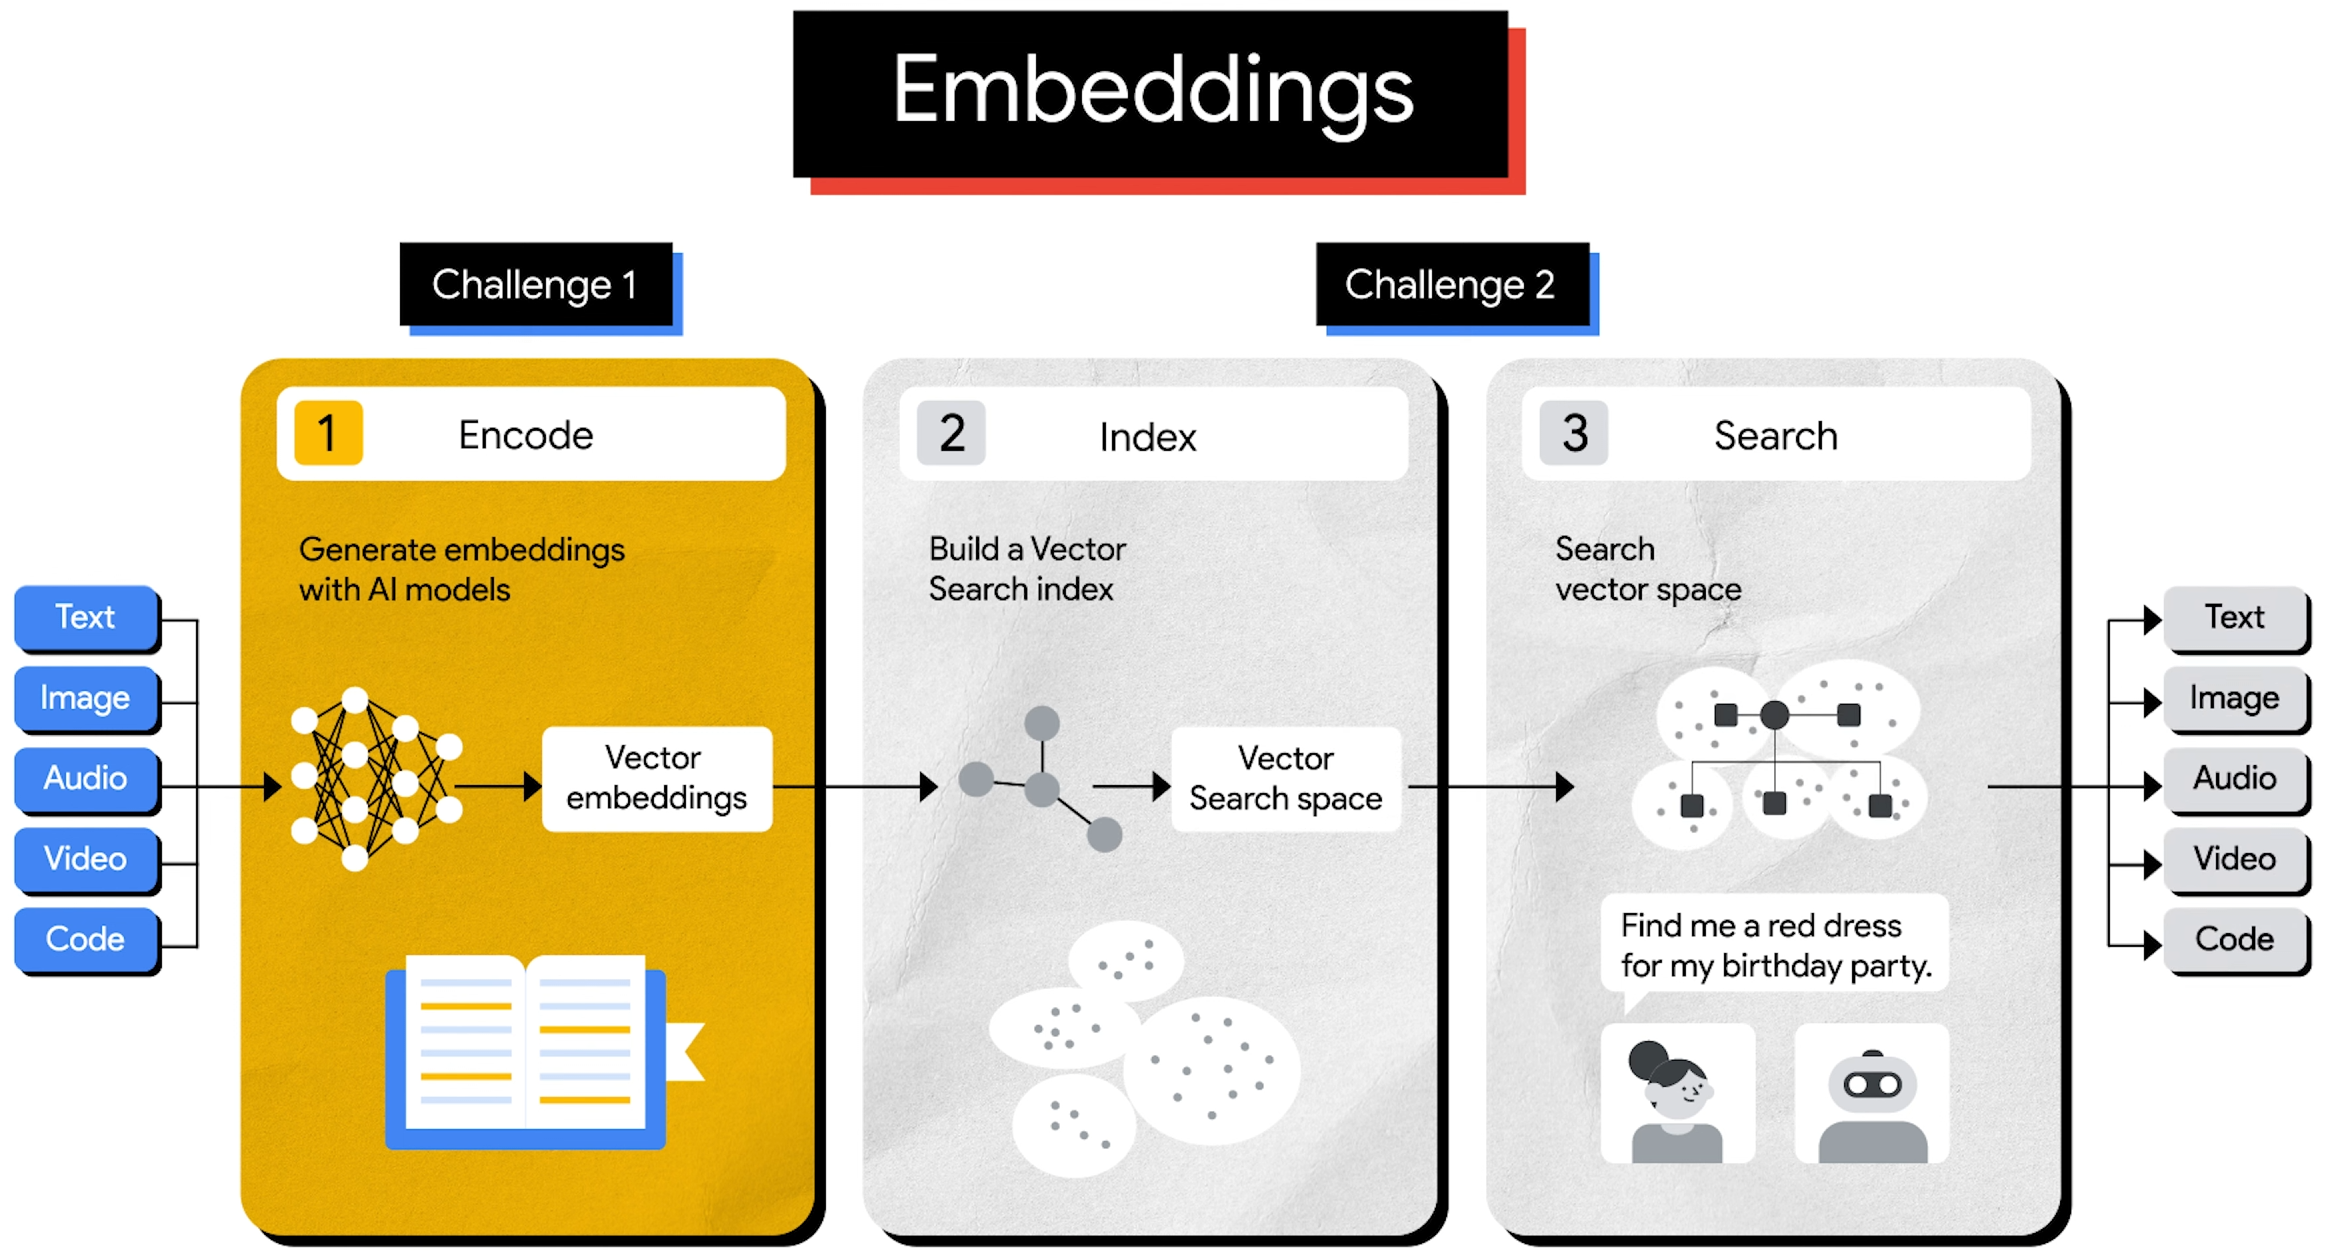 Embeddings
Challenge 1
Challenge 2
1
Encode
2
Index
3
Search
Generate embeddings
with AI models
Build a Vector
Search index
Search
vector space
Text
Image
Audio
Video
Code
Vector
embeddings
Vector
Search space
Find me a red dress
for my birthday party.
Text
Image
Audio
Video
Code